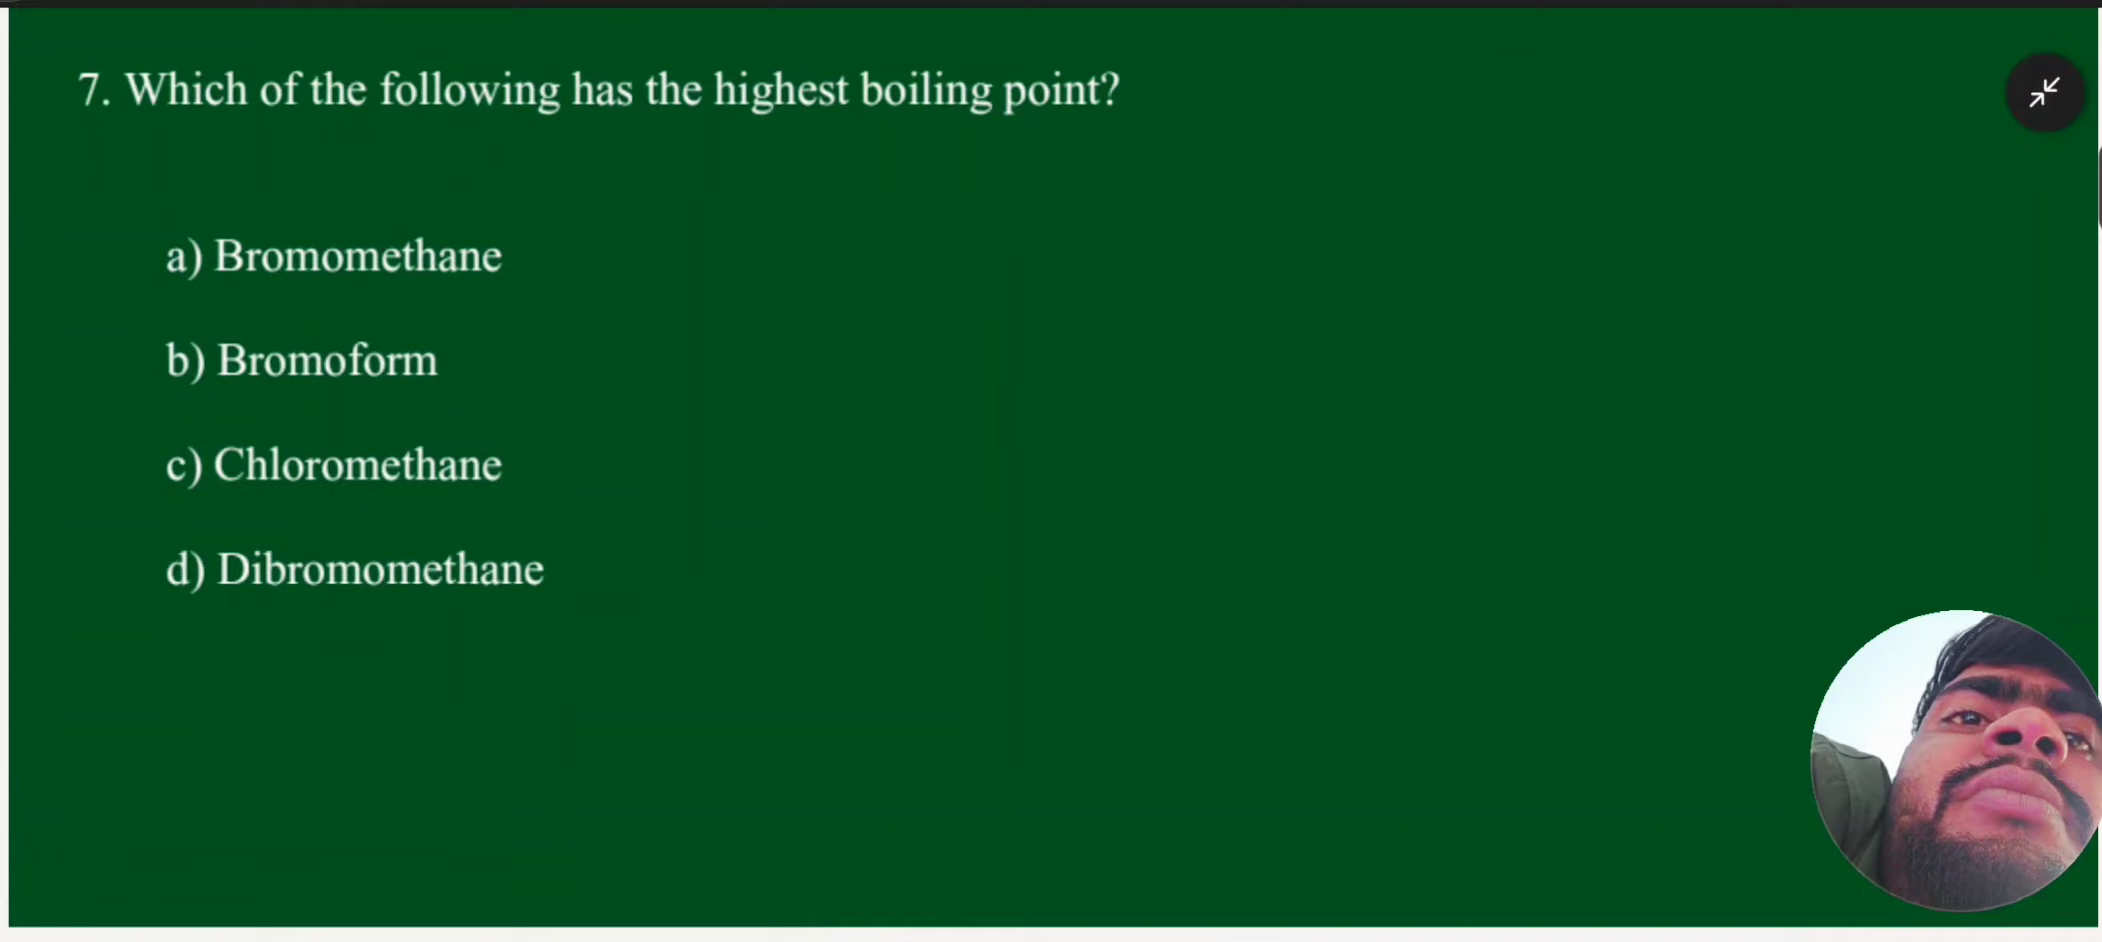 7. Which of the following has the highest boiling point?
a) Bromomethane
b) Bromoform
c) Chloromethane
d) Dibromomethane